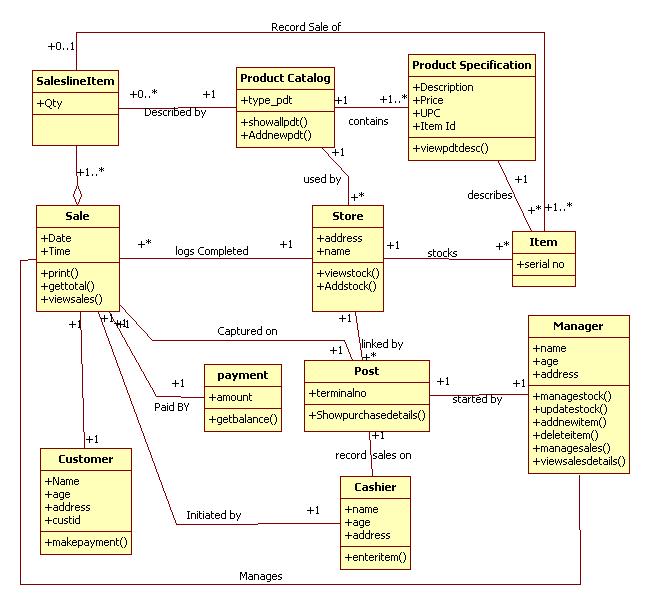 Record Sale of
+0..1
SaleslineItem
+Qty
+0..*
+1
Described by
Product Catalog
+type_pdt
+showallpdt()
+Addnewpdt()
+1
+1..*
contains
Product Specification
+Description
+Price
+UPC
+Item Id
+viewpdtdesc()
+1
used by
+*
+1
describes
+*
+1..*
+1..*
Sale
+Date
+Time
+print()
+gettotal()
+viewsales()
+*
logs Completed
+1
Store
+address
+name
+viewstock()
+Addstock()
+1
stocks
+*
Item
+serial no
+1
+1
+1
+1
Captured on
+1
+1
linked by
+*
Manager
+name
+age
+address
+managestock()
+updatestock()
+addnewitem()
+deleteitem()
+managesales()
+viewsalesdetails()
payment
+amount
+getbalance()
+1
Paid BY
Post
+terminalno
+Showpurchasedetails()
+1
started by
+1
+1
record sales on
+1
+1
Customer
+Name
+age
+address
+custid
+makepayment()
Initiated by
+1
Cashier
+name
+age
+address
+enteritem()
Manages